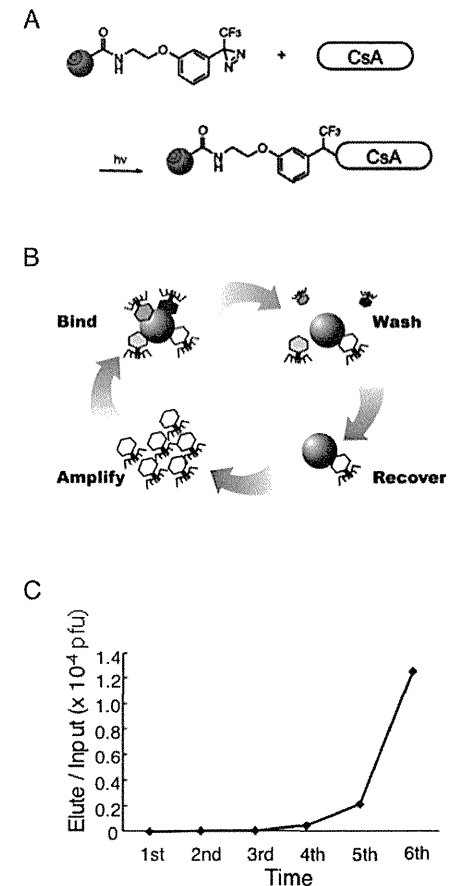 A
O
N
H
O
CF₃
N
N
+
CsA
hν
O
N
H
O
CF₃
CsA
B
Bind
Wash
Amplify
Recover
C
Elute / Input (x 10⁻⁴ pfu)
1.4
1.2
1.0
0.8
0.6
0.4
0.2
0
1st 2nd 3rd 4th 5th 6th
Time